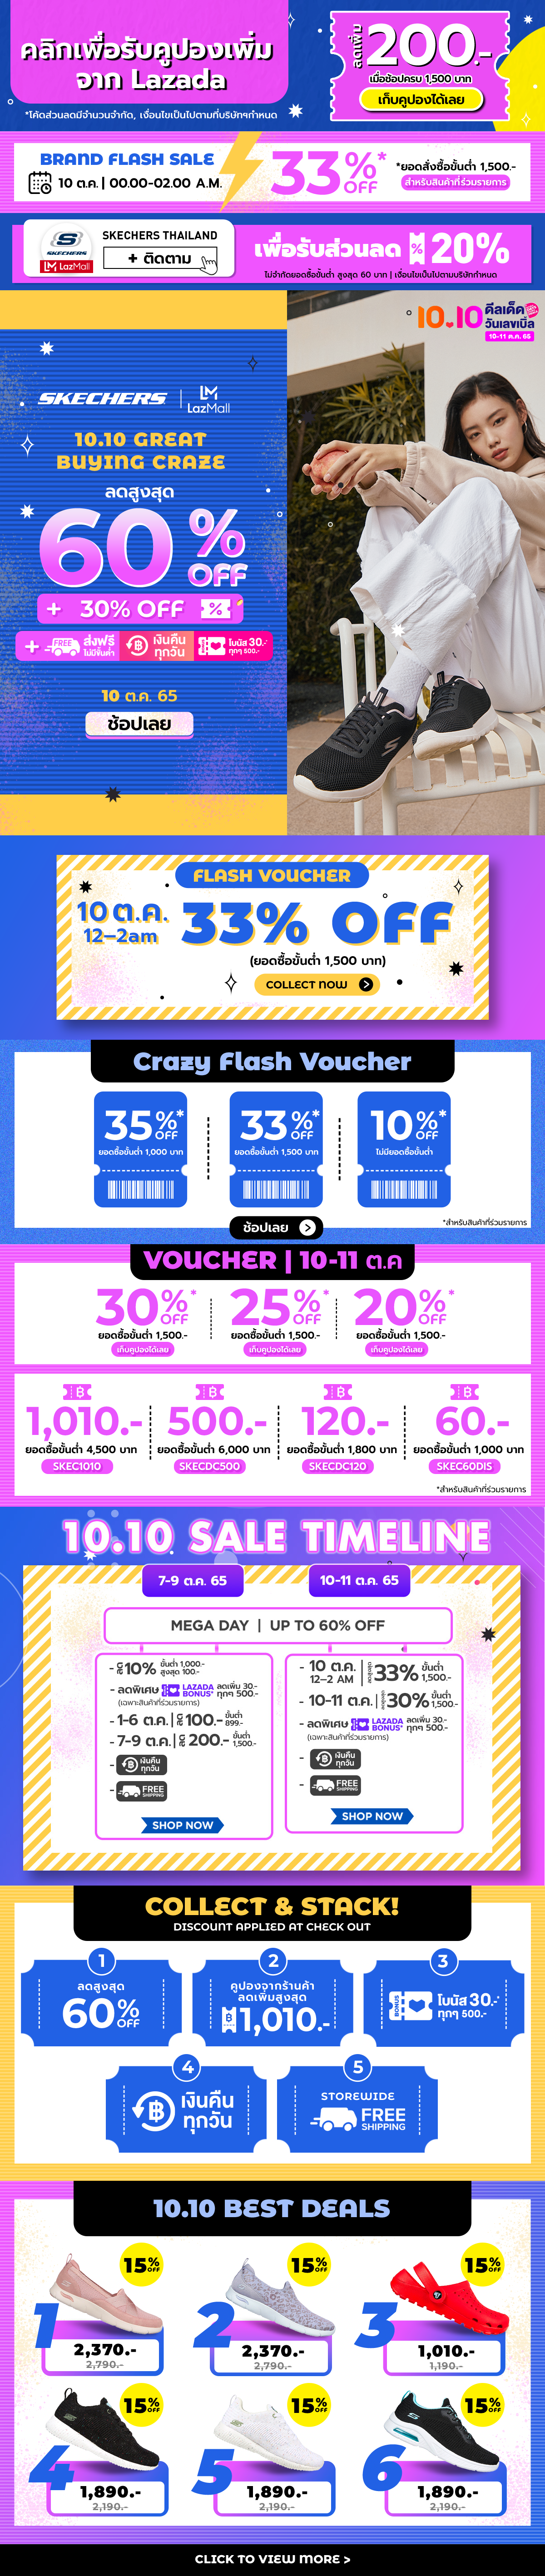 คลิกเพื่อรับคูปองเพิ่ม
จาก Lazada
*โค้ดส่วนลดมีจำนวนจำกัด, เงื่อนไขเป็นไปตามที่บริษัทฯกำหนด
ลดเพิ่ม 200.-
เมื่อช้อปครบ 1,500 บาท
เก็บคูปองได้เลย
BRAND FLASH SALE
10 ต.ค. | 00.00-02.00 A.M.
33%* OFF
*ยอดสั่งซื้อขั้นต่ำ 1,500.-
สำหรับสินค้าที่ร่วมรายการ
S
SKECHERS
LazMall
SKECHERS THAILAND
+ ติดตาม
เพื่อรับส่วนลด % 20%
ไม่จำกัดยอดซื้อขั้นต่ำ สูงสุด 60 บาท | เงื่อนไขเป็นไปตามบริษัทกำหนด
10.10 ดีลเด็ด
วันเลขเบิ้ล
10-11 ต.ค. 65
SKECHERS | LazMall
10.10 GREAT
BUYING CRAZE
ลดสูงสุด
60% OFF
+ 30% OFF %
+ FREE ส่งฟรี ไม่มีขั้นต่ำ
฿ เงินคืน ทุกวัน
โบนัส 30.- ทุกๆ 500.-
10 ต.ค. 65
ช้อปเลย
FLASH VOUCHER
10 ต.ค.
12–2am
33% OFF
(ยอดซื้อขั้นต่ำ 1,500 บาท)
COLLECT NOW >
Crazy Flash Voucher
35%* OFF
ยอดซื้อขั้นต่ำ 1,000 บาท
33%* OFF
ยอดซื้อขั้นต่ำ 1,500 บาท
10%* OFF
ไม่มียอดซื้อขั้นต่ำ
ช้อปเลย >
*สำหรับสินค้าที่ร่วมรายการ
VOUCHER | 10-11 ต.ค
30%* OFF
ยอดซื้อขั้นต่ำ 1,500.-
เก็บคูปองได้เลย
25%* OFF
ยอดซื้อขั้นต่ำ 1,500.-
เก็บคูปองได้เลย
20%* OFF
ยอดซื้อขั้นต่ำ 1,500.-
เก็บคูปองได้เลย
฿
1,010.-
ยอดซื้อขั้นต่ำ 4,500 บาท
SKEC1010
฿
500.-
ยอดซื้อขั้นต่ำ 6,000 บาท
SKECDC500
฿
120.-
ยอดซื้อขั้นต่ำ 1,800 บาท
SKECDC120
฿
60.-
ยอดซื้อขั้นต่ำ 1,000 บาท
SKEC60DIS
*สำหรับสินค้าที่ร่วมรายการ
10.10 SALE TIMELINE
7-9 ต.ค. 65
10-11 ต.ค. 65
MEGA DAY | UP TO 60% OFF
- 10% ขั้นต่ำ 1,000.- สูงสุด 100.-
- ลดพิเศษ LAZADA BONUS* ลดเพิ่ม 30.- ทุกๆ 500.-
(เฉพาะสินค้าที่ร่วมรายการ)
- 1-6 ต.ค. | 100.- ขั้นต่ำ 899.-
- 7-9 ต.ค. | 200.- ขั้นต่ำ 1,500.-
- ฿ เงินคืน ทุกวัน
- FREE SHIPPING
SHOP NOW
- 10 ต.ค. 12–2 AM | 33% ขั้นต่ำ 1,500.-
- 10-11 ต.ค. | 30% ขั้นต่ำ 1,500.-
- ลดพิเศษ LAZADA BONUS* ลดเพิ่ม 30.- ทุกๆ 500.-
(เฉพาะสินค้าที่ร่วมรายการ)
- ฿ เงินคืน ทุกวัน
- FREE SHIPPING
SHOP NOW
COLLECT & STACK!
DISCOUNT APPLIED AT CHECK OUT
1
ลดสูงสุด
60% OFF
2
คูปองจากร้านค้า
ลดเพิ่มสูงสุด
฿ 1,010.-
3
BONUS โบนัส 30.-
ทุกๆ 500.-
4
฿ เงินคืน
ทุกวัน
5
STOREWIDE
FREE SHIPPING
10.10 BEST DEALS
15% OFF
1
2,370.-
2,790.-
15% OFF
2
2,370.-
2,790.-
15% OFF
3
1,010.-
1,190.-
15% OFF
4
1,890.-
2,190.-
15% OFF
5
1,890.-
2,190.-
15% OFF
6
1,890.-
2,190.-
CLICK TO VIEW MORE >